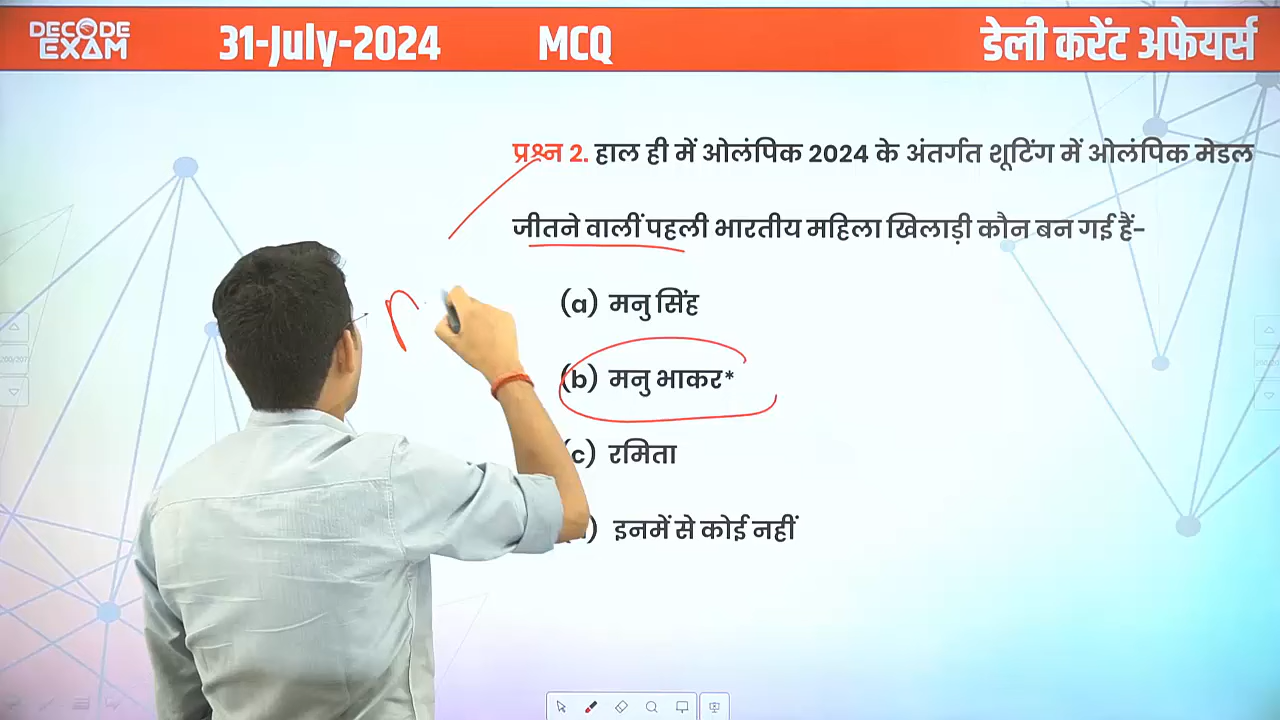 DECODE EXAM
31-July-2024 MCQ डेली करेंट अफेयर्स
प्रश्न 2. हाल ही में ओलंपिक 2024 के अंतर्गत शूटिंग में ओलंपिक मेडल
जीतने वालीं पहली भारतीय महिला खिलाड़ी कौन बन गई हैं-
(a) मनु सिंह
(b) मनु भाकर*
(c) रमिता
इनमें से कोई नहीं